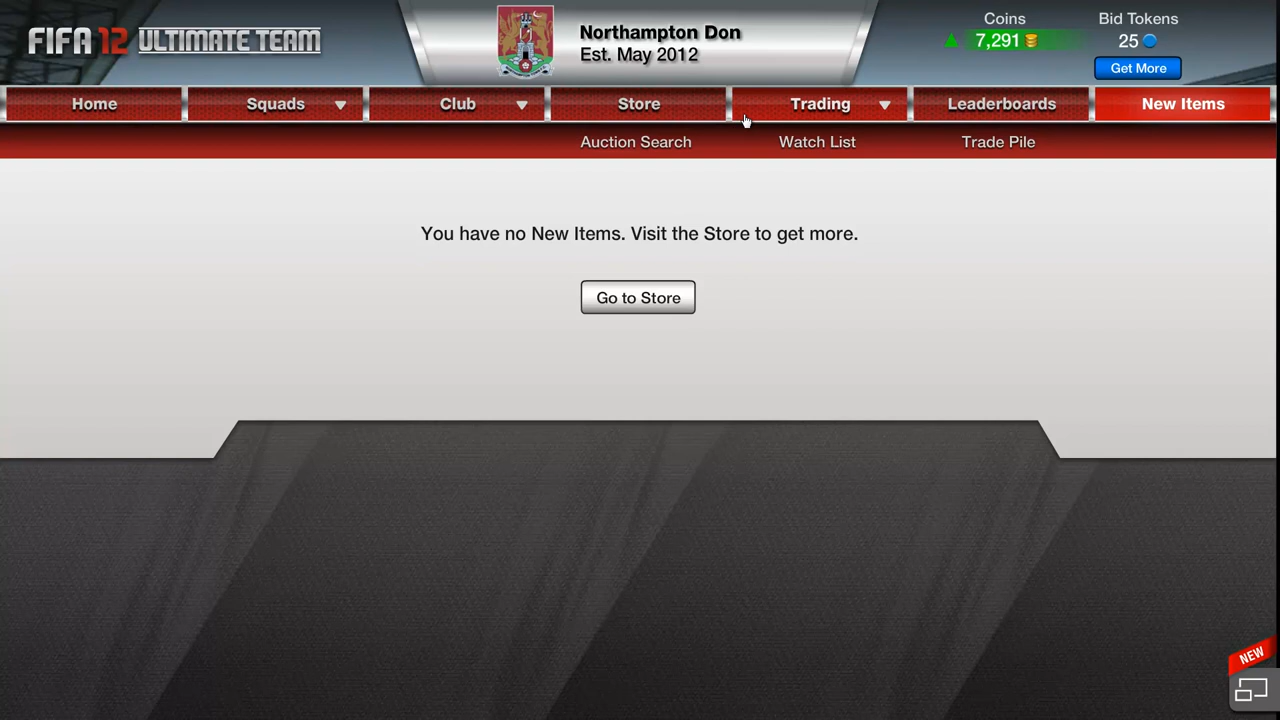 FIFA 12 ULTIMATE TEAM
Northampton Don
Est. May 2012
Coins
7,291
Bid Tokens
25
Get More
Home
Squads
Club
Store
Trading
Leaderboards
New Items
Auction Search
Watch List
Trade Pile
You have no New Items. Visit the Store to get more.
Go to Store
NEW